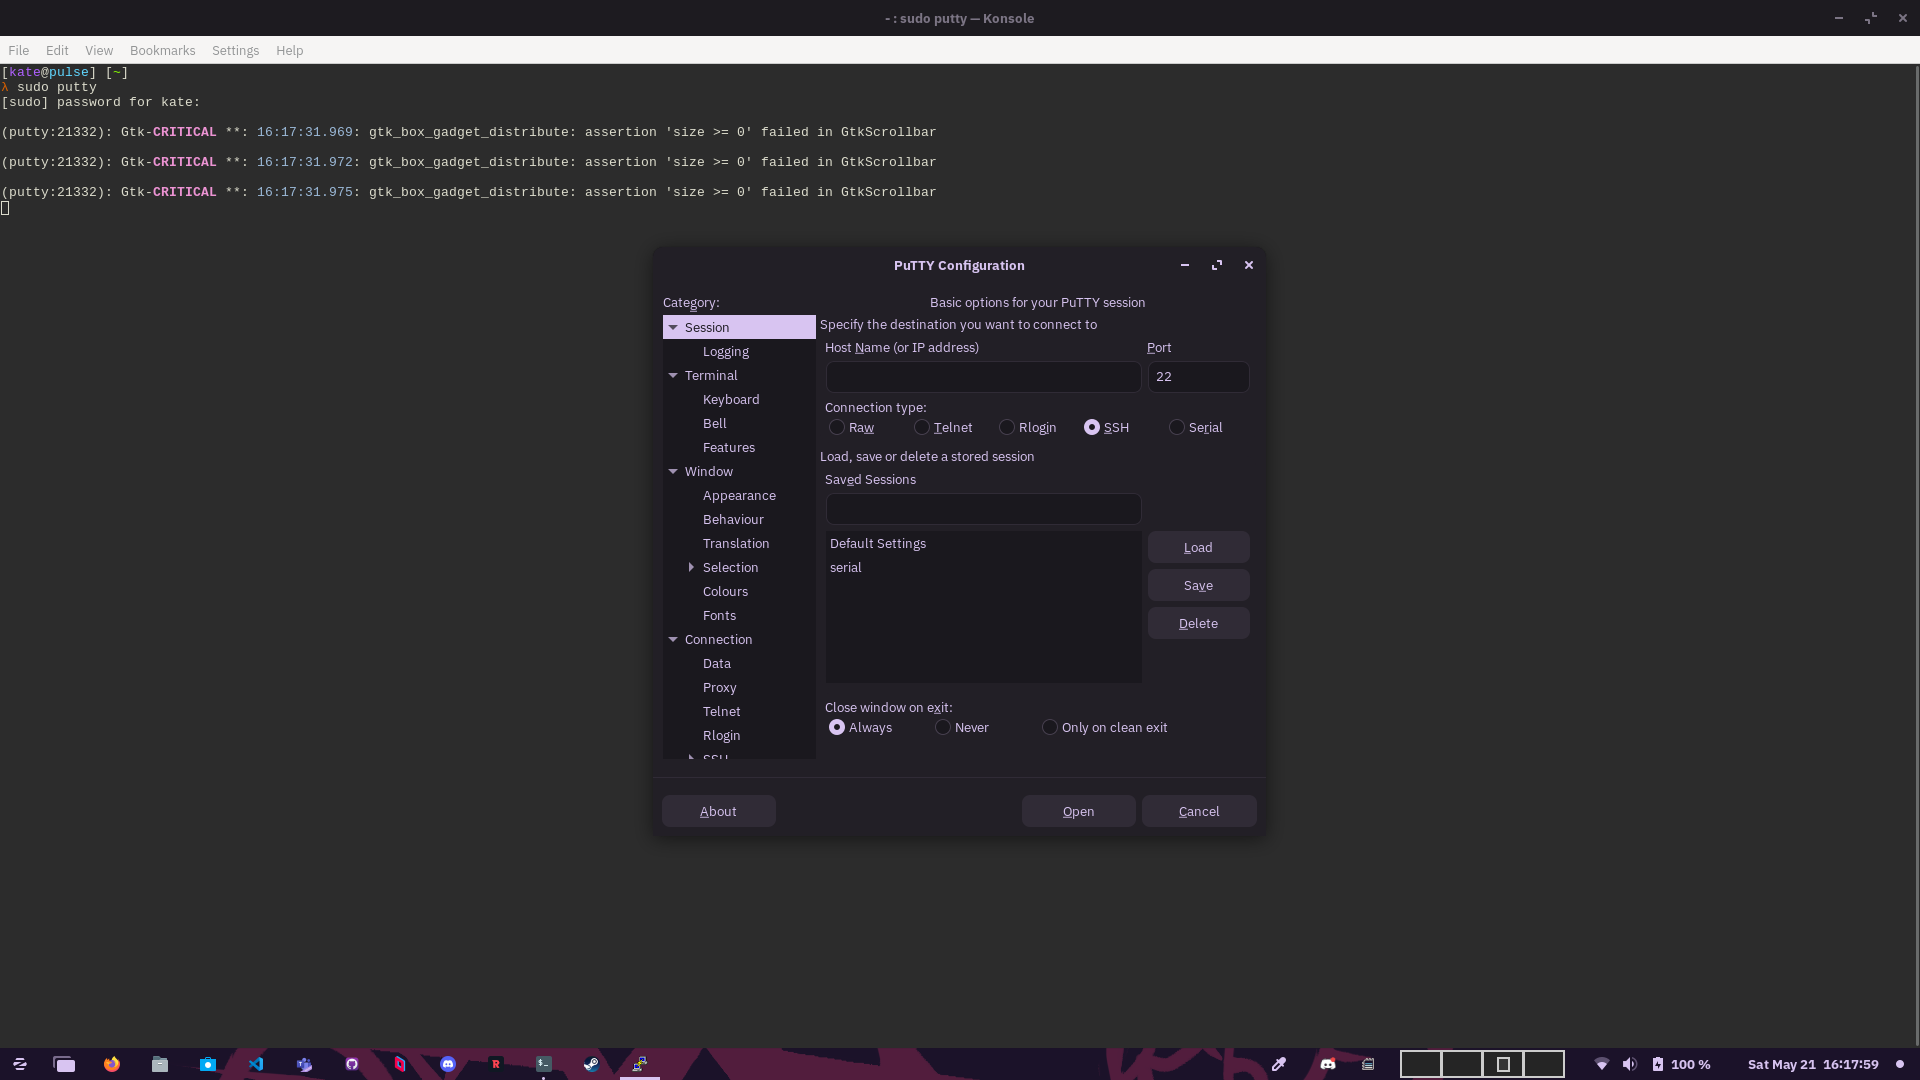 - : sudo putty — Konsole
File Edit View Bookmarks Settings Help
[kate@pulse] [~]
λ sudo putty
[sudo] password for kate:
(putty:21332): Gtk-CRITICAL **: 16:17:31.969: gtk_box_gadget_distribute: assertion 'size >= 0' failed in GtkScrollbar
(putty:21332): Gtk-CRITICAL **: 16:17:31.972: gtk_box_gadget_distribute: assertion 'size >= 0' failed in GtkScrollbar
(putty:21332): Gtk-CRITICAL **: 16:17:31.975: gtk_box_gadget_distribute: assertion 'size >= 0' failed in GtkScrollbar
PuTTY Configuration
Category:
Session
Logging
Terminal
Keyboard
Bell
Features
Window
Appearance
Behaviour
Translation
Selection
Colours
Fonts
Connection
Data
Proxy
Telnet
Rlogin
SSH
Basic options for your PuTTY session
Specify the destination you want to connect to
Host Name (or IP address) Port
22
Connection type:
Raw Telnet Rlogin SSH Serial
Load, save or delete a stored session
Saved Sessions
Default Settings
serial
Load
Save
Delete
Close window on exit:
Always Never Only on clean exit
About Open Cancel
100 % Sat May 21 16:17:59